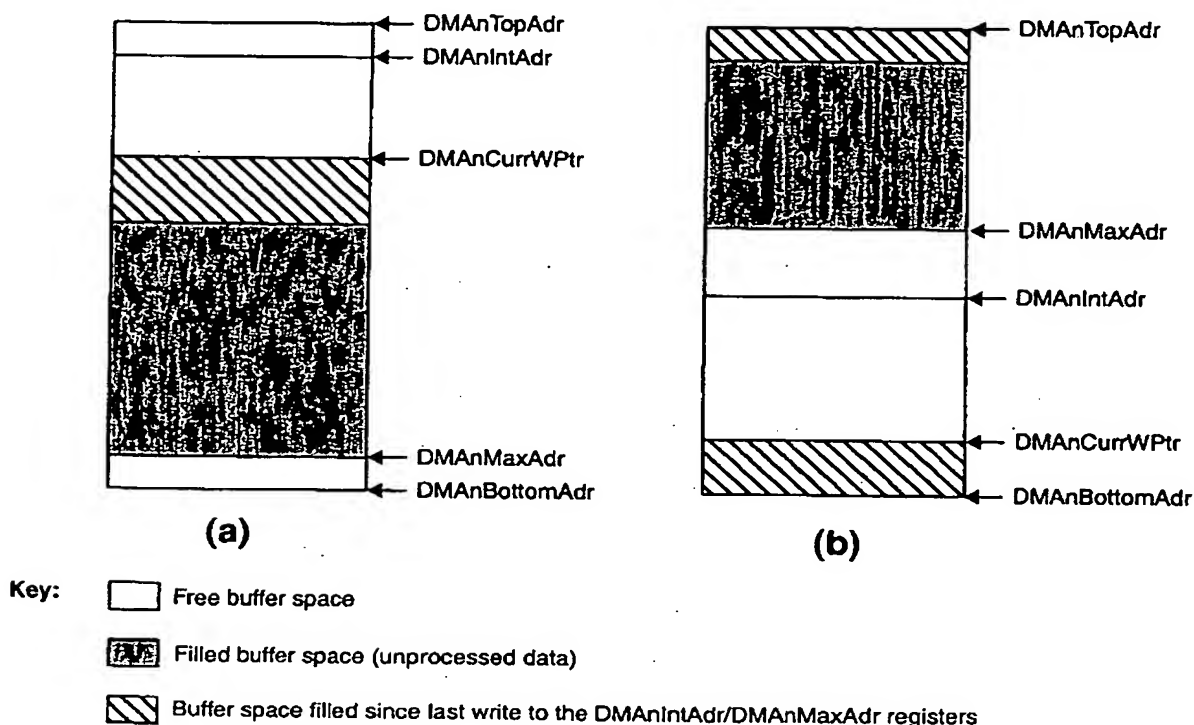 DMAnTopAdr
DMAnIntAdr
DMAnCurrWPtr
DMAnMaxAdr
DMAnBottomAdr
(a)
DMAnTopAdr
DMAnMaxAdr
DMAnIntAdr
DMAnCurrWPtr
DMAnBottomAdr
(b)
Key:
Free buffer space
Filled buffer space (unprocessed data)
Buffer space filled since last write to the DMAnIntAdr/DMAnMaxAdr registers